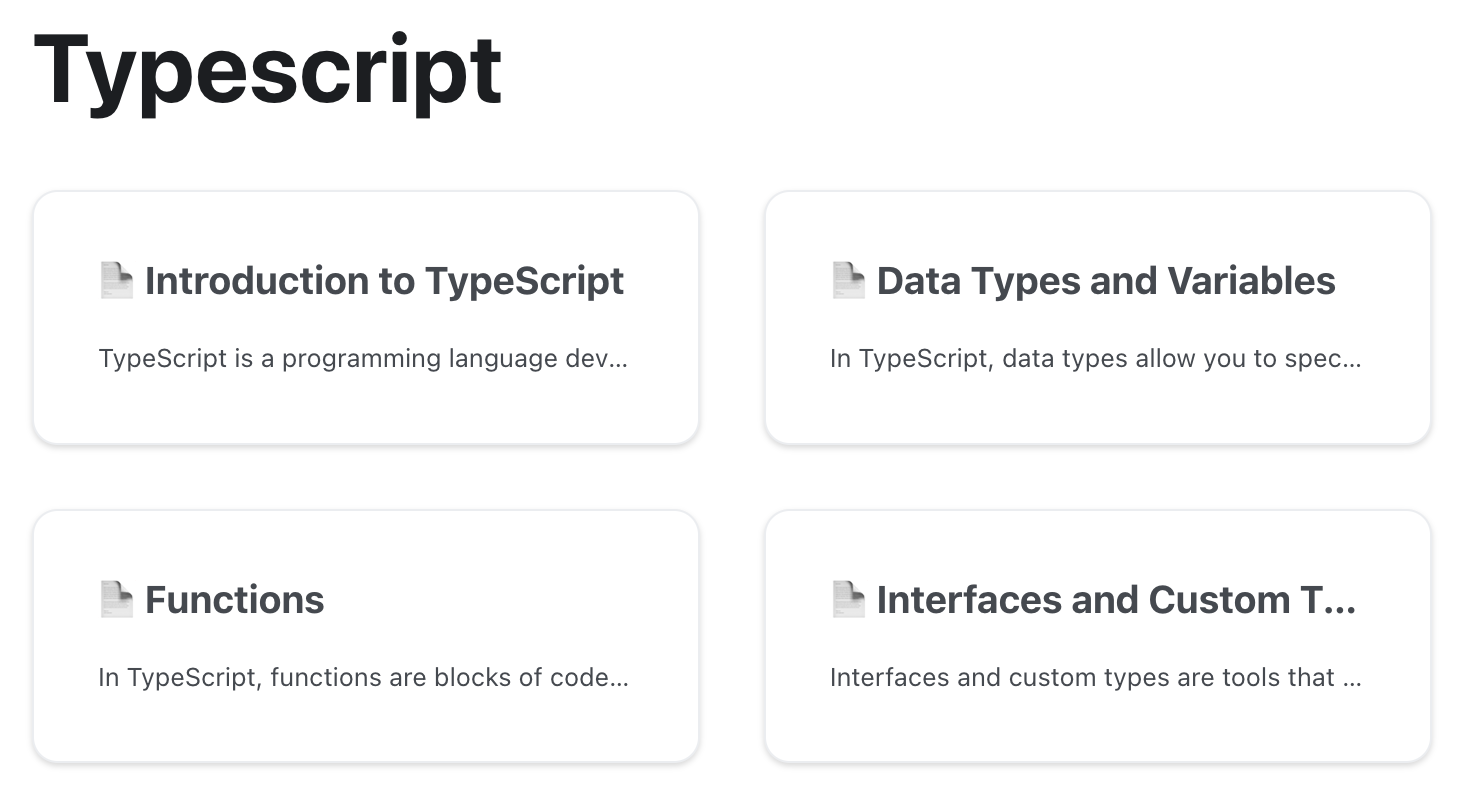 Typescript
Introduction to TypeScript
TypeScript is a programming language dev...
Data Types and Variables
In TypeScript, data types allow you to spec...
Functions
In TypeScript, functions are blocks of code...
Interfaces and Custom T...
Interfaces and custom types are tools that ...